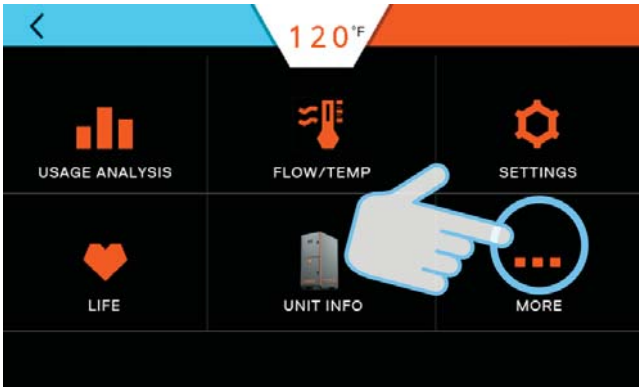 120°F
USAGE ANALYSIS
FLOW/TEMP
SETTINGS
LIFE
UNIT INFO
MORE